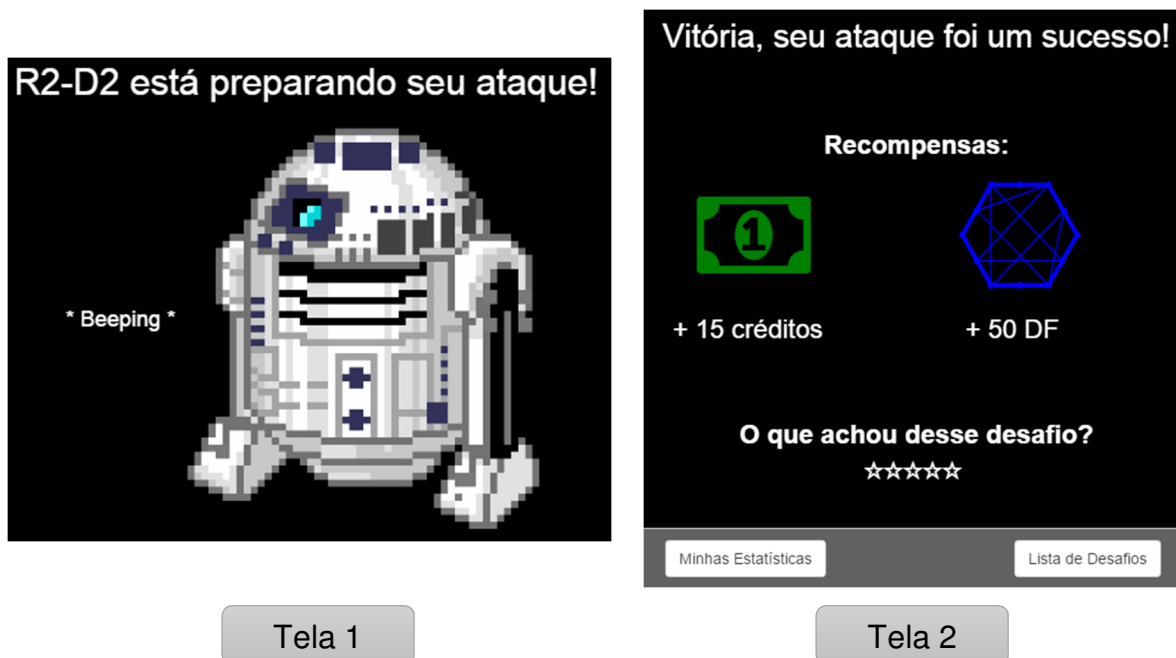 R2-D2 está preparando seu ataque!
* Beeping *
Tela 1
Vitória, seu ataque foi um sucesso!
Recompensas:
1
+ 15 créditos
+ 50 DF
O que achou desse desafio?
Minhas Estatísticas
Lista de Desafios
Tela 2